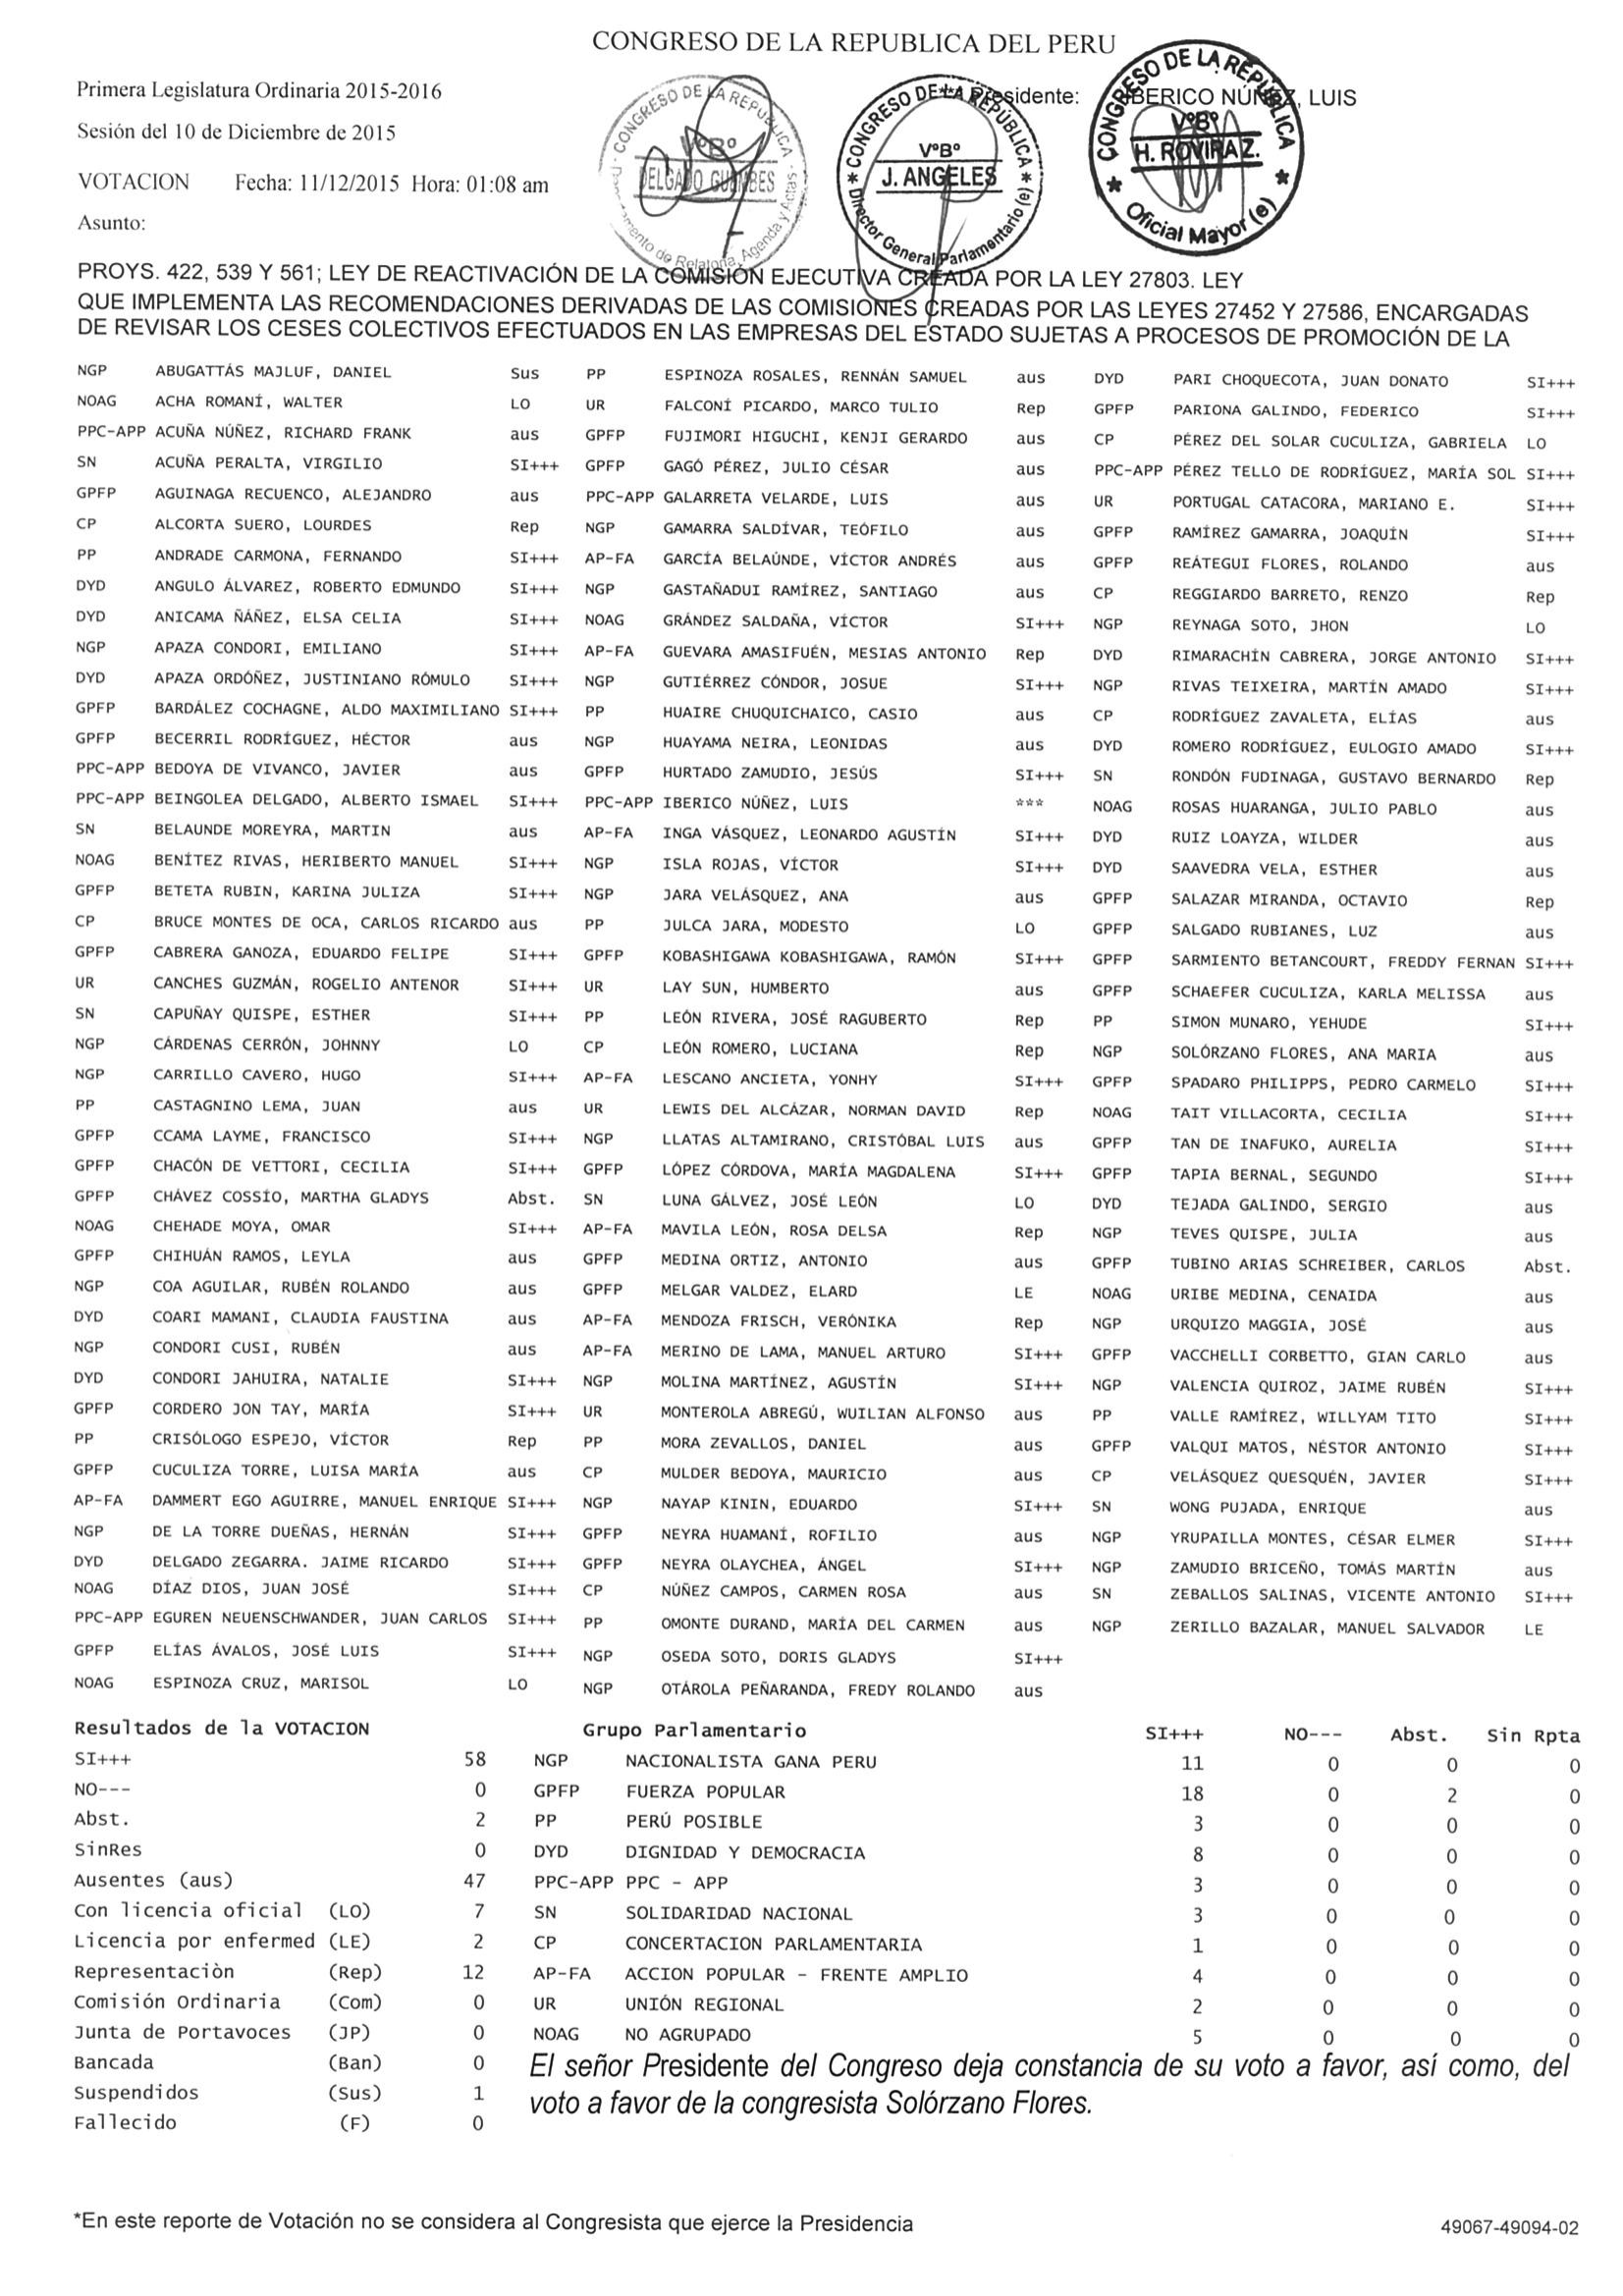 CONGRESO DE LA REPUBLICA DEL PERU
Primera Legislatura Ordinaria 2015-2016
Presidente: IBERICO NÚÑEZ, LUIS
Sesión del 10 de Diciembre de 2015
VOTACION Fecha: 11/12/2015 Hora: 01:08 am
Asunto:
CONGRESO DE LA REPUBLICA
VºBº
DELGADO GUEMBES
de Relatoria, Agenda y Actas
CONGRESO DE LA REPÚBLICA
VºBº
J. ANGELES
Director General Parlamentario (e)
CONGRESO DE LA REPÚBLICA
VºBº
H. ROVIRA Z.
Oficial Mayor (e)
PROYS. 422, 539 Y 561; LEY DE REACTIVACIÓN DE LA COMISIÓN EJECUTIVA CREADA POR LA LEY 27803. LEY
QUE IMPLEMENTA LAS RECOMENDACIONES DERIVADAS DE LAS COMISIONES CREADAS POR LAS LEYES 27452 Y 27586, ENCARGADAS
DE REVISAR LOS CESES COLECTIVOS EFECTUADOS EN LAS EMPRESAS DEL ESTADO SUJETAS A PROCESOS DE PROMOCIÓN DE LA
NGP ABUGATTÁS MAJLUF, DANIEL Sus PP ESPINOZA ROSALES, RENNÁN SAMUEL aus DYD PARI CHOQUECOTA, JUAN DONATO SI+++
NOAG ACHA ROMANÍ, WALTER LO UR FALCONÍ PICARDO, MARCO TULIO Rep GPFP PARIONA GALINDO, FEDERICO SI+++
PPC-APP ACUÑA NÚÑEZ, RICHARD FRANK aus GPFP FUJIMORI HIGUCHI, KENJI GERARDO aus CP PÉREZ DEL SOLAR CUCULIZA, GABRIELA LO
SN ACUÑA PERALTA, VIRGILIO SI+++ GPFP GAGÓ PÉREZ, JULIO CÉSAR aus PPC-APP PÉREZ TELLO DE RODRÍGUEZ, MARÍA SOL SI+++
GPFP AGUINAGA RECUENCO, ALEJANDRO aus PPC-APP GALARRETA VELARDE, LUIS aus UR PORTUGAL CATACORA, MARIANO E. SI+++
CP ALCORTA SUERO, LOURDES Rep NGP GAMARRA SALDÍVAR, TEÓFILO aus GPFP RAMÍREZ GAMARRA, JOAQUÍN SI+++
PP ANDRADE CARMONA, FERNANDO SI+++ AP-FA GARCÍA BELAÚNDE, VÍCTOR ANDRÉS aus GPFP REÁTEGUI FLORES, ROLANDO aus
DYD ANGULO ÁLVAREZ, ROBERTO EDMUNDO SI+++ NGP GASTAÑADUI RAMÍREZ, SANTIAGO aus CP REGGIARDO BARRETO, RENZO Rep
DYD ANICAMA ÑÁÑEZ, ELSA CELIA SI+++ NOAG GRÁNDEZ SALDAÑA, VÍCTOR SI+++ NGP REYNAGA SOTO, JHON LO
NGP APAZA CONDORI, EMILIANO SI+++ AP-FA GUEVARA AMASIFUÉN, MESIAS ANTONIO Rep DYD RIMARACHÍN CABRERA, JORGE ANTONIO SI+++
DYD APAZA ORDÓÑEZ, JUSTINIANO RÓMULO SI+++ NGP GUTIÉRREZ CÓNDOR, JOSUE SI+++ NGP RIVAS TEIXEIRA, MARTÍN AMADO SI+++
GPFP BARDÁLEZ COCHAGNE, ALDO MAXIMILIANO SI+++ PP HUAIRE CHUQUICHAICO, CASIO aus CP RODRÍGUEZ ZAVALETA, ELÍAS aus
GPFP BECERRIL RODRÍGUEZ, HÉCTOR aus NGP HUAYAMA NEIRA, LEONIDAS aus DYD ROMERO RODRÍGUEZ, EULOGIO AMADO SI+++
PPC-APP BEDOYA DE VIVANCO, JAVIER aus GPFP HURTADO ZAMUDIO, JESÚS SI+++ SN RONDÓN FUDINAGA, GUSTAVO BERNARDO Rep
PPC-APP BEINGOLEA DELGADO, ALBERTO ISMAEL SI+++ PPC-APP IBERICO NÚÑEZ, LUIS *** NOAG ROSAS HUARANGA, JULIO PABLO aus
SN BELAUNDE MOREYRA, MARTIN aus AP-FA INGA VÁSQUEZ, LEONARDO AGUSTÍN SI+++ DYD RUIZ LOAYZA, WILDER aus
NOAG BENÍTEZ RIVAS, HERIBERTO MANUEL SI+++ NGP ISLA ROJAS, VÍCTOR SI+++ DYD SAAVEDRA VELA, ESTHER aus
GPFP BETETA RUBIN, KARINA JULIZA SI+++ NGP JARA VELÁSQUEZ, ANA aus GPFP SALAZAR MIRANDA, OCTAVIO Rep
CP BRUCE MONTES DE OCA, CARLOS RICARDO aus PP JULCA JARA, MODESTO LO GPFP SALGADO RUBIANES, LUZ aus
GPFP CABRERA GANOZA, EDUARDO FELIPE SI+++ GPFP KOBASHIGAWA KOBASHIGAWA, RAMÓN SI+++ GPFP SARMIENTO BETANCOURT, FREDDY FERNAN SI+++
UR CANCHES GUZMÁN, ROGELIO ANTENOR SI+++ UR LAY SUN, HUMBERTO aus GPFP SCHAEFER CUCULIZA, KARLA MELISSA aus
SN CAPUÑAY QUISPE, ESTHER SI+++ PP LEÓN RIVERA, JOSÉ RAGUBERTO Rep PP SIMON MUNARO, YEHUDE SI+++
NGP CÁRDENAS CERRÓN, JOHNNY LO CP LEÓN ROMERO, LUCIANA Rep NGP SOLÓRZANO FLORES, ANA MARIA aus
NGP CARRILLO CAVERO, HUGO SI+++ AP-FA LESCANO ANCIETA, YONHY SI+++ GPFP SPADARO PHILIPPS, PEDRO CARMELO SI+++
PP CASTAGNINO LEMA, JUAN aus UR LEWIS DEL ALCÁZAR, NORMAN DAVID Rep NOAG TAIT VILLACORTA, CECILIA SI+++
GPFP CCAMA LAYME, FRANCISCO SI+++ NGP LLATAS ALTAMIRANO, CRISTÓBAL LUIS aus GPFP TAN DE INAFUKO, AURELIA SI+++
GPFP CHACÓN DE VETTORI, CECILIA SI+++ GPFP LÓPEZ CÓRDOVA, MARÍA MAGDALENA SI+++ GPFP TAPIA BERNAL, SEGUNDO SI+++
GPFP CHÁVEZ COSSÍO, MARTHA GLADYS Abst. SN LUNA GÁLVEZ, JOSÉ LEÓN LO DYD TEJADA GALINDO, SERGIO aus
NOAG CHEHADE MOYA, OMAR SI+++ AP-FA MAVILA LEÓN, ROSA DELSA Rep NGP TEVES QUISPE, JULIA aus
GPFP CHIHUÁN RAMOS, LEYLA aus GPFP MEDINA ORTIZ, ANTONIO aus GPFP TUBINO ARIAS SCHREIBER, CARLOS Abst.
NGP COA AGUILAR, RUBÉN ROLANDO aus GPFP MELGAR VALDEZ, ELARD LE NOAG URIBE MEDINA, CENAIDA aus
DYD COARI MAMANI, CLAUDIA FAUSTINA aus AP-FA MENDOZA FRISCH, VERÓNIKA Rep NGP URQUIZO MAGGIA, JOSÉ aus
NGP CONDORI CUSI, RUBÉN aus AP-FA MERINO DE LAMA, MANUEL ARTURO SI+++ GPFP VACCHELLI CORBETTO, GIAN CARLO aus
DYD CONDORI JAHUIRA, NATALIE SI+++ NGP MOLINA MARTÍNEZ, AGUSTÍN SI+++ NGP VALENCIA QUIROZ, JAIME RUBÉN SI+++
GPFP CORDERO JON TAY, MARÍA SI+++ UR MONTEROLA ABREGÚ, WUILIAN ALFONSO aus PP VALLE RAMÍREZ, WILLYAM TITO SI+++
PP CRISÓLOGO ESPEJO, VÍCTOR Rep PP MORA ZEVALLOS, DANIEL aus GPFP VALQUI MATOS, NÉSTOR ANTONIO SI+++
GPFP CUCULIZA TORRE, LUISA MARÍA aus CP MULDER BEDOYA, MAURICIO aus CP VELÁSQUEZ QUESQUÉN, JAVIER SI+++
AP-FA DAMMERT EGO AGUIRRE, MANUEL ENRIQUE SI+++ NGP NAYAP KININ, EDUARDO SI+++ SN WONG PUJADA, ENRIQUE aus
NGP DE LA TORRE DUEÑAS, HERNÁN SI+++ GPFP NEYRA HUAMANÍ, ROFILIO aus NGP YRUPAILLA MONTES, CÉSAR ELMER SI+++
DYD DELGADO ZEGARRA. JAIME RICARDO SI+++ GPFP NEYRA OLAYCHEA, ÁNGEL SI+++ NGP ZAMUDIO BRICEÑO, TOMÁS MARTÍN aus
NOAG DÍAZ DIOS, JUAN JOSÉ SI+++ CP NÚÑEZ CAMPOS, CARMEN ROSA aus SN ZEBALLOS SALINAS, VICENTE ANTONIO SI+++
PPC-APP EGUREN NEUENSCHWANDER, JUAN CARLOS SI+++ PP OMONTE DURAND, MARÍA DEL CARMEN aus NGP ZERILLO BAZALAR, MANUEL SALVADOR LE
GPFP ELÍAS ÁVALOS, JOSÉ LUIS SI+++ NGP OSEDA SOTO, DORIS GLADYS SI+++
NOAG ESPINOZA CRUZ, MARISOL LO NGP OTÁROLA PEÑARANDA, FREDY ROLANDO aus
Resultados de la VOTACION Grupo Parlamentario SI+++ NO--- Abst. Sin Rpta
SI+++ 58 NGP NACIONALISTA GANA PERU 11 0 0 0
NO--- 0 GPFP FUERZA POPULAR 18 0 2 0
Abst. 2 PP PERÚ POSIBLE 3 0 0 0
SinRes 0 DYD DIGNIDAD Y DEMOCRACIA 8 0 0 0
Ausentes (aus) 47 PPC-APP PPC - APP 3 0 0 0
Con licencia oficial (LO) 7 SN SOLIDARIDAD NACIONAL 3 0 0 0
Licencia por enfermed (LE) 2 CP CONCERTACION PARLAMENTARIA 1 0 0 0
Representaciòn (Rep) 12 AP-FA ACCION POPULAR - FRENTE AMPLIO 4 0 0 0
Comisión Ordinaria (Com) 0 UR UNIÓN REGIONAL 2 0 0 0
Junta de Portavoces (JP) 0 NOAG NO AGRUPADO 5 0 0 0
Bancada (Ban) 0
Suspendidos (Sus) 1
Fallecido (F) 0
El señor Presidente del Congreso deja constancia de su voto a favor, así como, del
voto a favor de la congresista Solórzano Flores.
*En este reporte de Votación no se considera al Congresista que ejerce la Presidencia
49067-49094-02